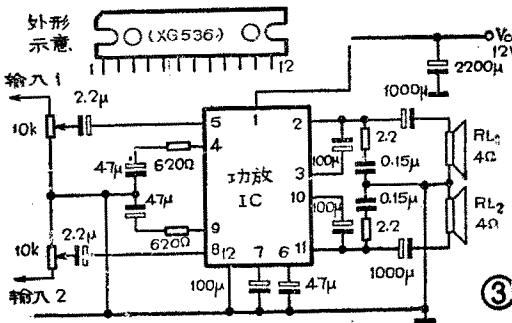 外形
示意
(XG536)
1
12
Vc
12V
输入1
2.2μ
10k
47μ
620Ω
47μ
620Ω
10k
2.2μ
输入2
5
4
9
8
12
7
6
1
2
3
10
11
功放
IC
100μ
47μ
100μ
100μ
2.2
0.15μ
0.15μ
2.2
1000μ
1000μ
2200μ
RL1
4Ω
RL2
4Ω
③